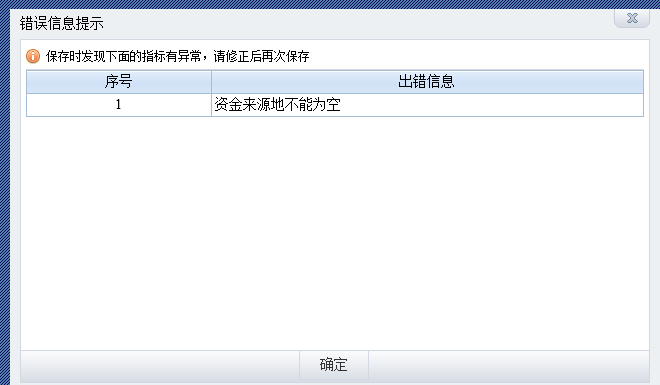 错误信息提示
保存时发现下面的指标有异常，请修正后再次保存
序号 出错信息
1 资金来源地不能为空
确定